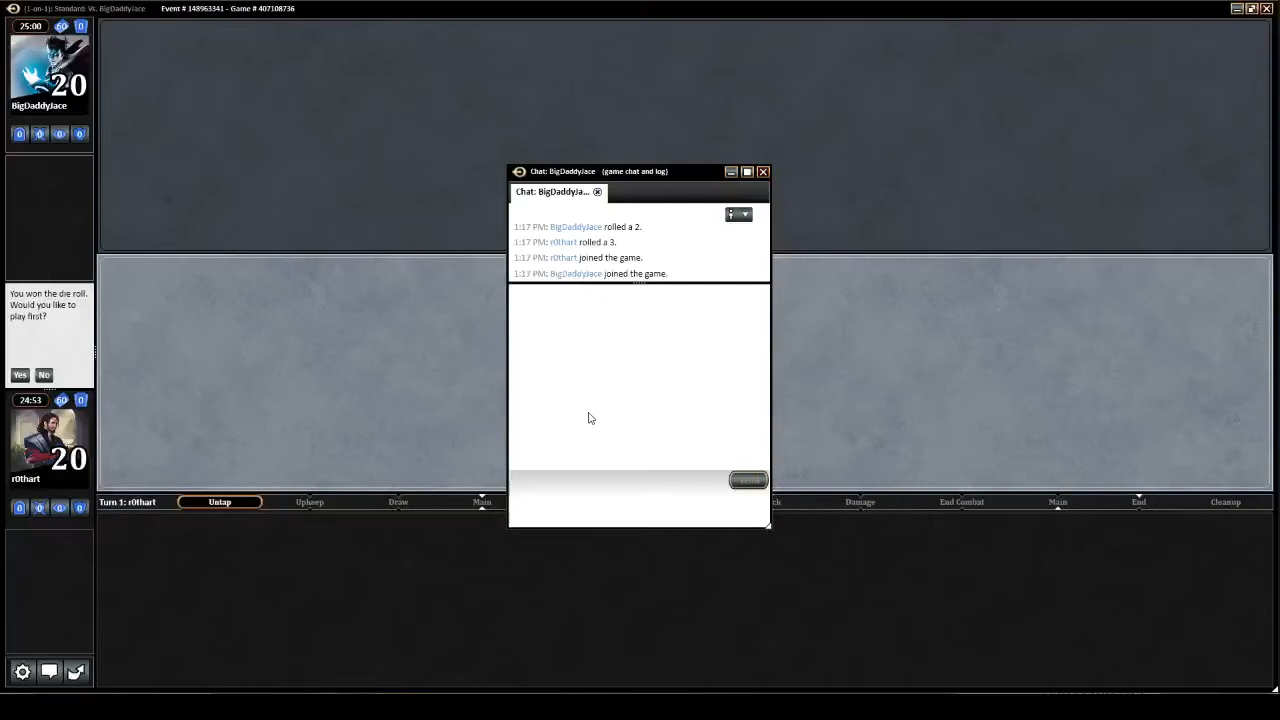 (1-on-1): Standard: Vs. BigDaddyJace Event # 148963341 - Game # 407108736
25:00 60 0
20
BigDaddyJace
0 0 0 0
Chat: BigDaddyJace (game chat and log)
Chat: BigDaddyJa...
1:17 PM: BigDaddyJace rolled a 2.
1:17 PM: r0thart rolled a 3.
1:17 PM: r0thart joined the game.
1:17 PM: BigDaddyJace joined the game.
You won the die roll.
Would you like to
play first?
Yes No
24:53 60 0
20
r0thart
0 0 0 0
Turn 1: r0thart Untap Upkeep Draw Main ck Damage End Combat Main End Cleanup